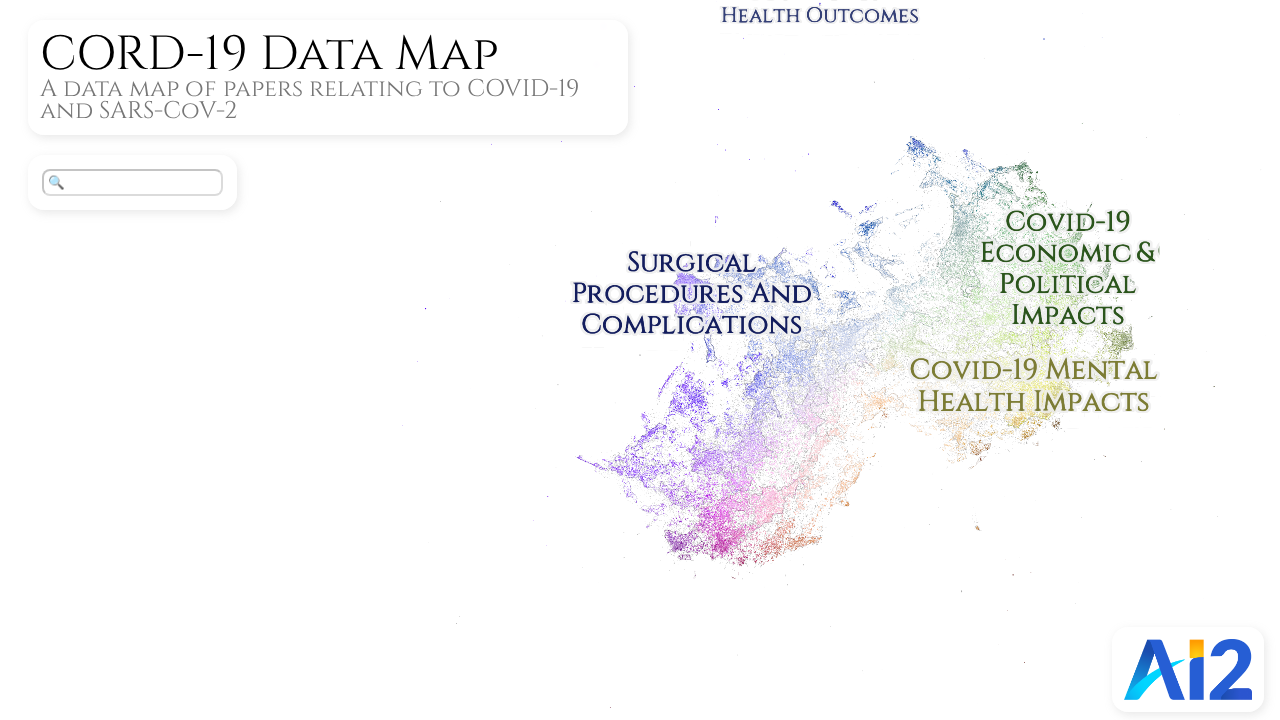 Health Outcomes
CORD-19 Data Map
A data map of papers relating to COVID-19
and SARS-CoV-2
Surgical
Procedures And
Complications
Covid-19
Economic &
Political
Impacts
Covid-19 Mental
Health Impacts
Ai2